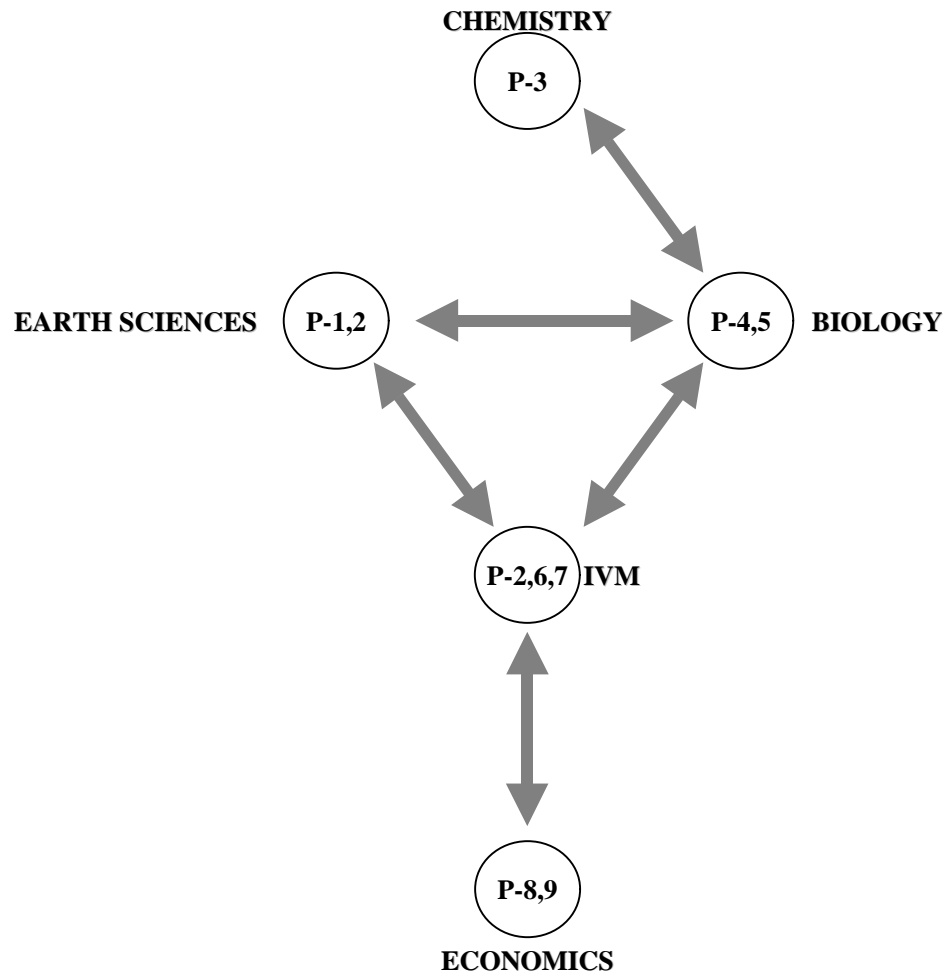 CHEMISTRY
P-3
EARTH SCIENCES
P-1,2
P-4,5
BIOLOGY
P-2,6,7
IVM
P-8,9
ECONOMICS